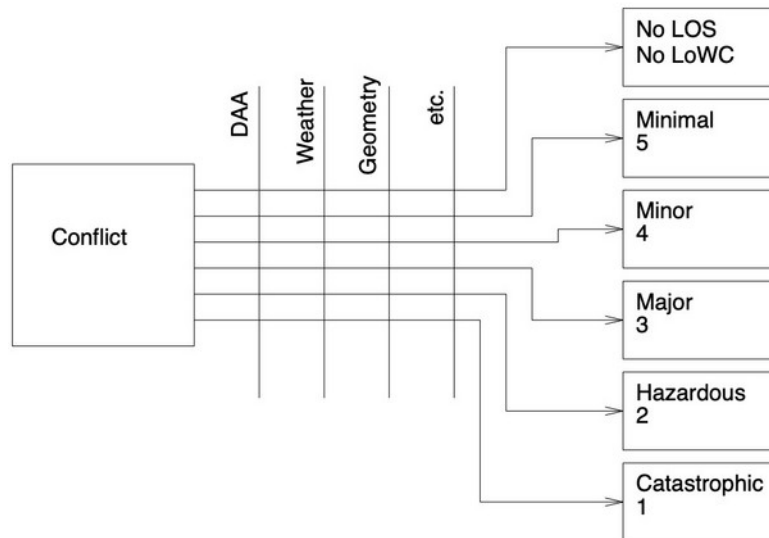 Conflict
DAA
Weather
Geometry
etc.
No LOS
No LoWC
Minimal
5
Minor
4
Major
3
Hazardous
2
Catastrophic
1